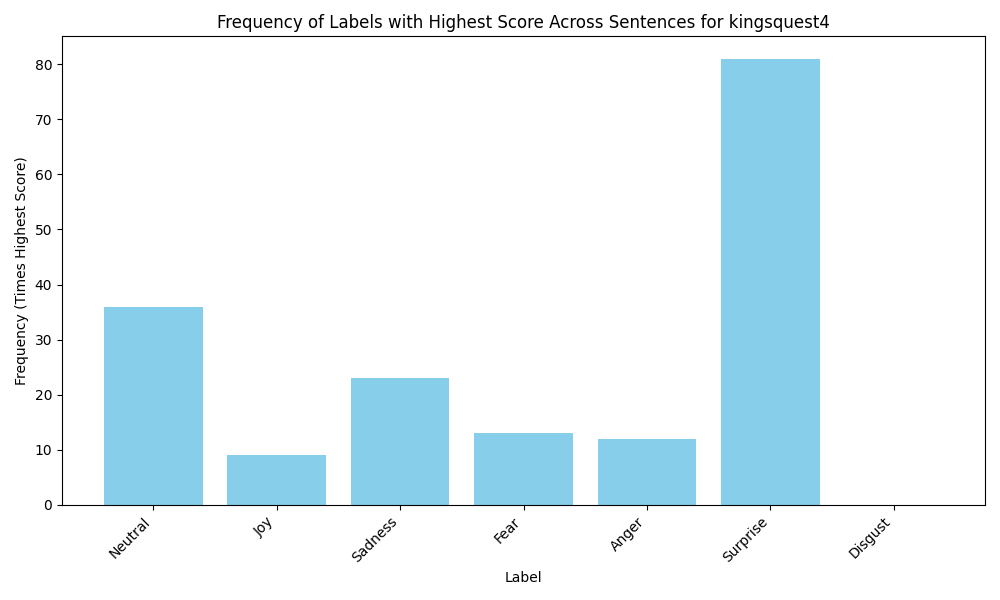 Frequency of Labels with Highest Score Across Sentences for kingsquest4
Frequency (Times Highest Score)
80
70
60
50
40
30
20
10
0
Neutral
Joy
Sadness
Fear
Anger
Surprise
Disgust
Label